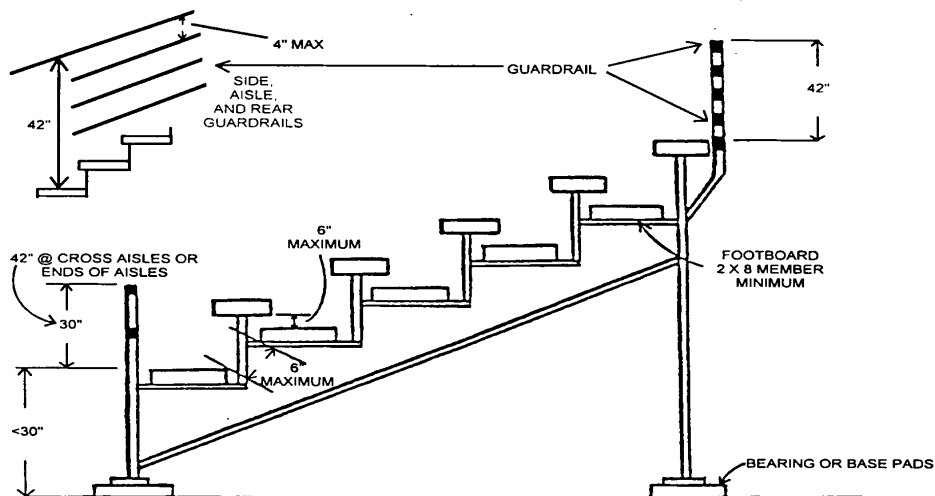 4" MAX
GUARDRAIL
SIDE,
AISLE,
AND REAR
GUARDRAILS
42"
42"
6"
MAXIMUM
42" @ CROSS AISLES OR
ENDS OF AISLES
FOOTBOARD
2 X 8 MEMBER
MINIMUM
30"
6"
MAXIMUM
<30"
BEARING OR BASE PADS